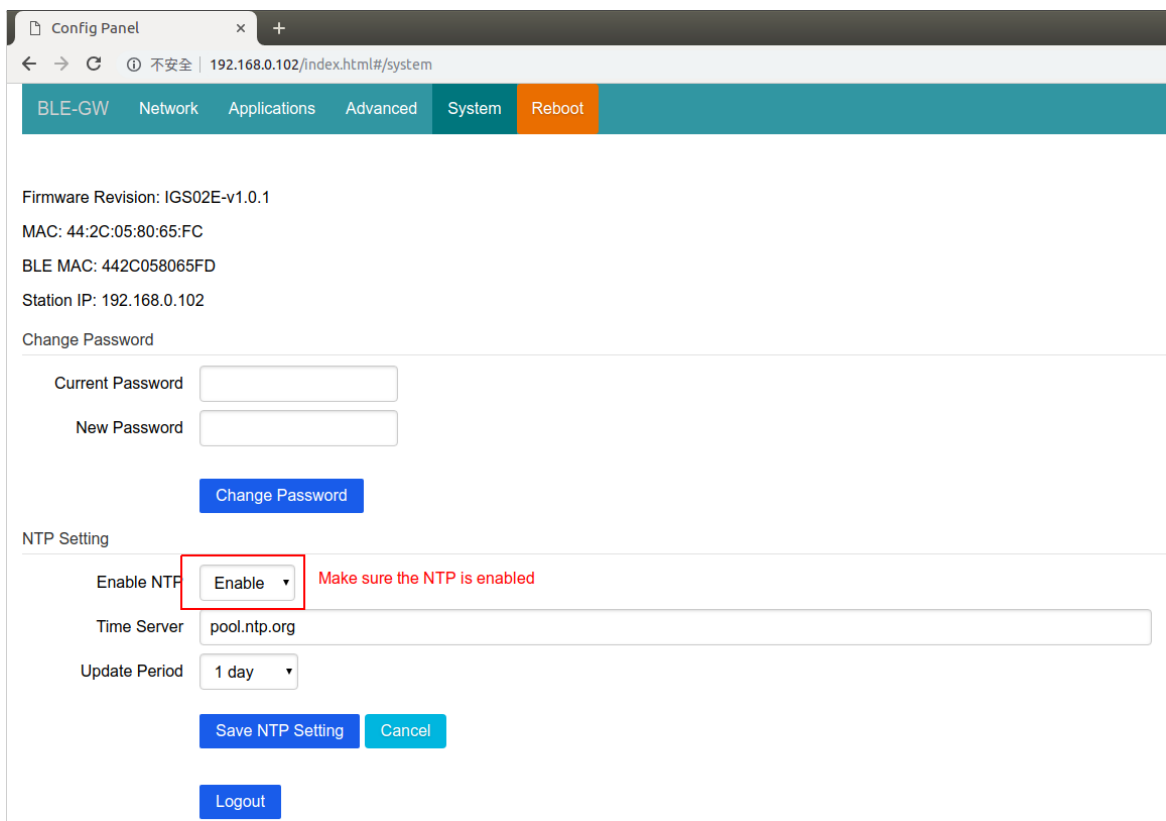 Config Panel × +
不安全 192.168.0.102/index.html#/system
BLE-GW Network Applications Advanced System Reboot
Firmware Revision: IGS02E-v1.0.1
MAC: 44:2C:05:80:65:FC
BLE MAC: 442C058065FD
Station IP: 192.168.0.102
Change Password
Current Password
New Password
Change Password
NTP Setting
Enable NTP Enable Make sure the NTP is enabled
Time Server pool.ntp.org
Update Period 1 day
Save NTP Setting Cancel
Logout